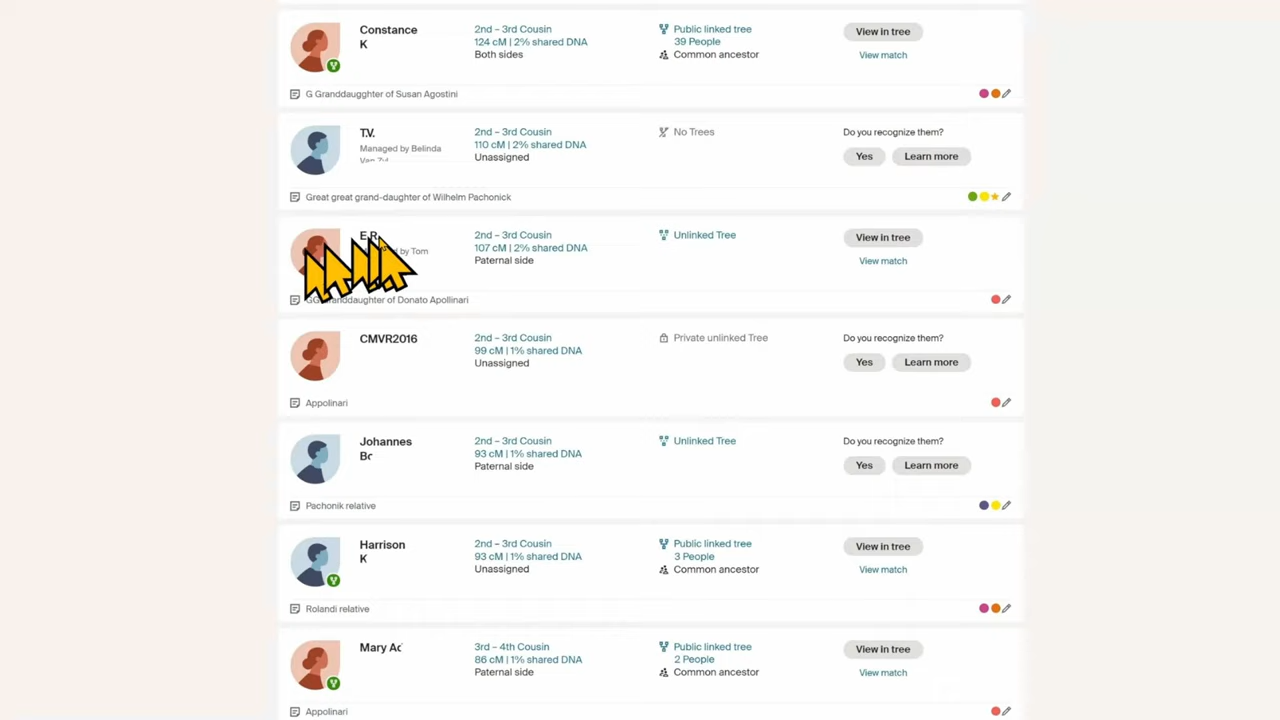 Constance
K
2nd – 3rd Cousin
124 cM | 2% shared DNA
Both sides
Public linked tree
39 People
Common ancestor
View in tree
View match
G Granddaugghter of Susan Agostini
T.V.
Managed by Belinda
2nd – 3rd Cousin
110 cM | 2% shared DNA
Unassigned
No Trees
Do you recognize them?
Yes
Learn more
Great great grand-daughter of Wilhelm Pachonick
E.R.
by Tom
2nd – 3rd Cousin
107 cM | 2% shared DNA
Paternal side
Unlinked Tree
View in tree
View match
GG Granddaughter of Donato Apollinari
CMVR2016
2nd – 3rd Cousin
99 cM | 1% shared DNA
Unassigned
Private unlinked Tree
Do you recognize them?
Yes
Learn more
Appolinari
Johannes
2nd – 3rd Cousin
93 cM | 1% shared DNA
Paternal side
Unlinked Tree
Do you recognize them?
Yes
Learn more
Pachonik relative
Harrison
K
2nd – 3rd Cousin
93 cM | 1% shared DNA
Unassigned
Public linked tree
3 People
Common ancestor
View in tree
View match
Rolandi relative
Mary
3rd – 4th Cousin
86 cM | 1% shared DNA
Paternal side
Public linked tree
2 People
Common ancestor
View in tree
View match
Appolinari